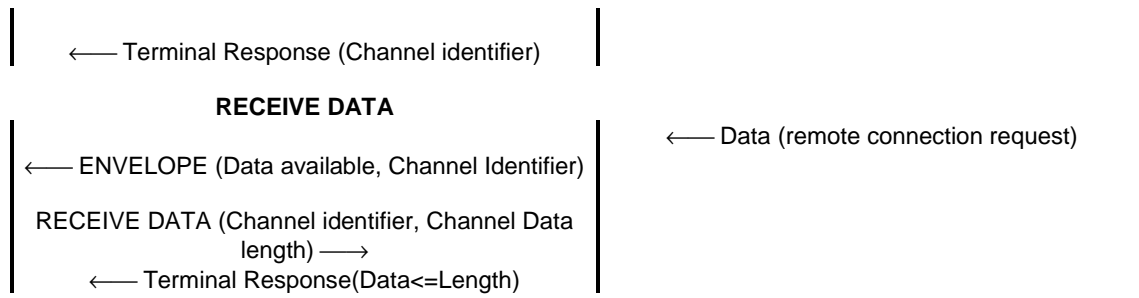 ← Terminal Response (Channel identifier)
RECEIVE DATA
← Data (remote connection request)
← ENVELOPE (Data available, Channel Identifier)
RECEIVE DATA (Channel identifier, Channel Data
length) →
← Terminal Response(Data<=Length)